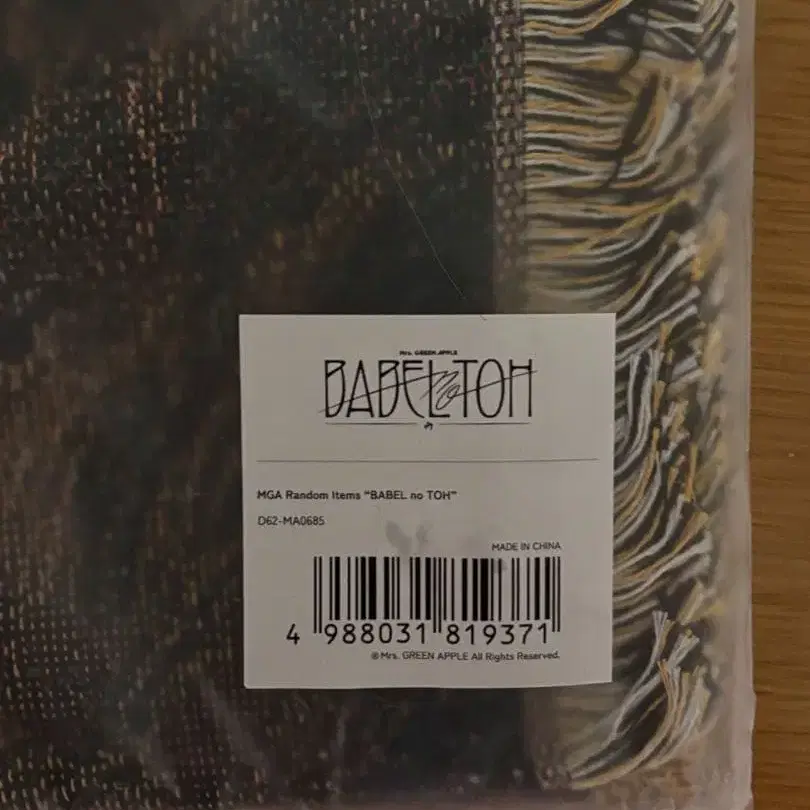 Mrs. GREEN APPLE
BABEL no TOH
MGA Random Items “BABEL no TOH”
D62-MA0685
MADE IN CHINA
4 988031 819371
©Mrs. GREEN APPLE All Rights Reserved.